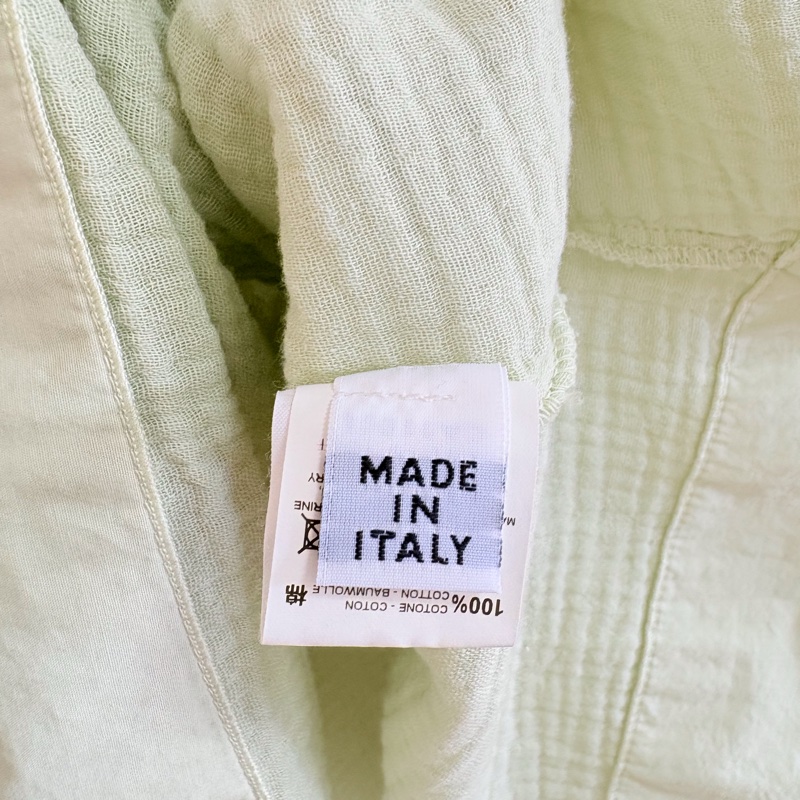 MADE
IN
ITALY
100% COTONE - COTON
COTTON - BAUMWOLLE
棉